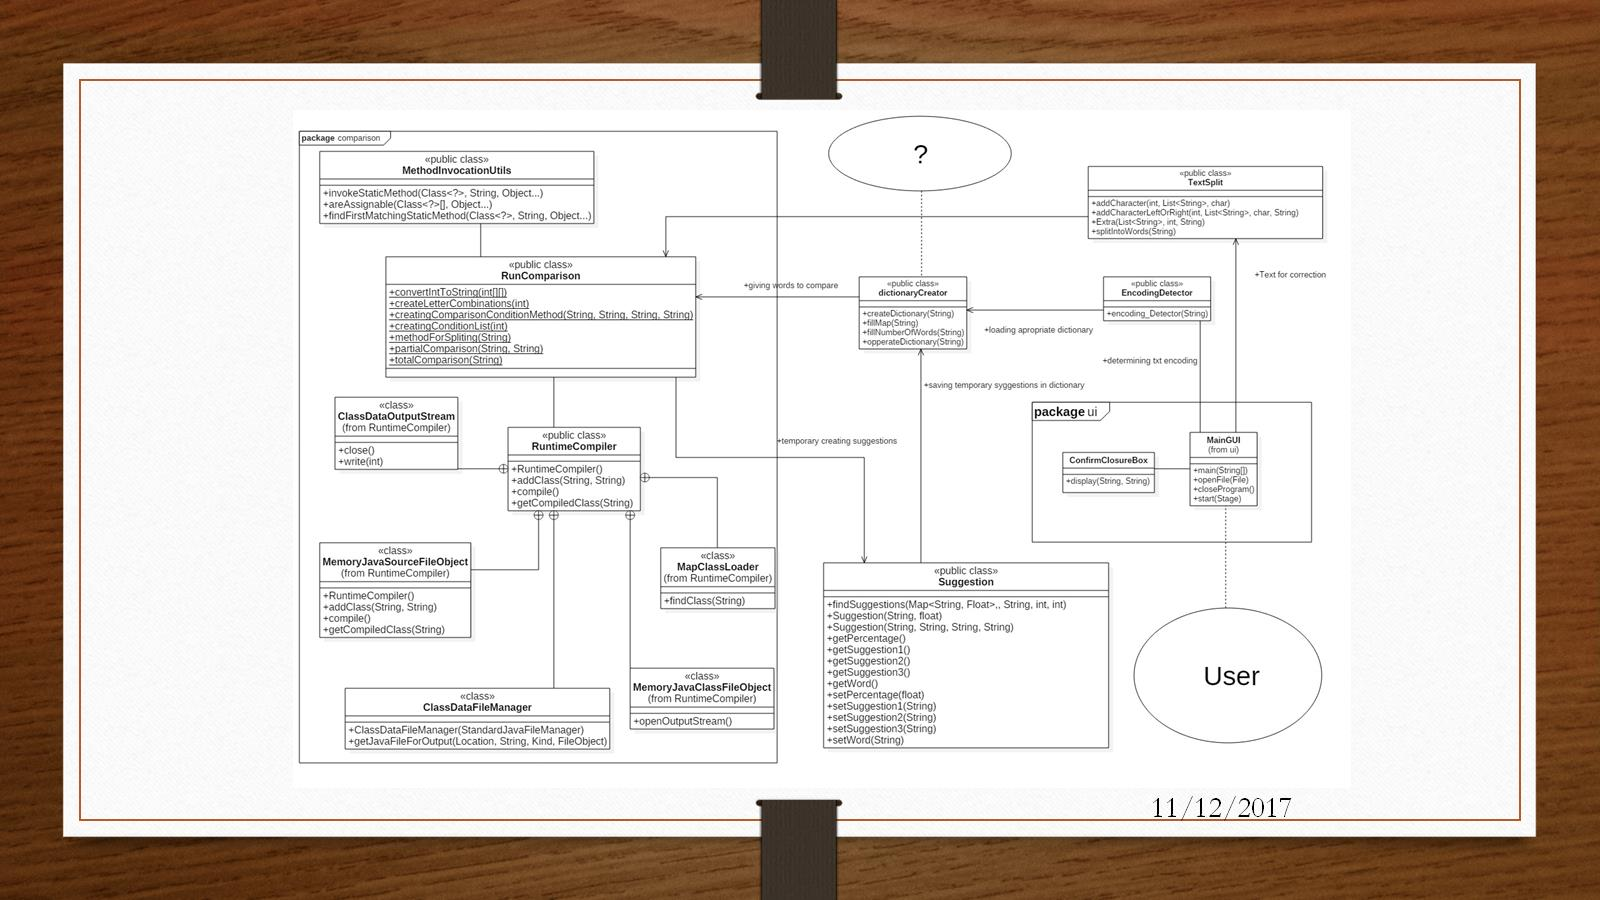 package comparison
«public class»
MethodInvocationUtils
+invokeStaticMethod(Class<?>, String, Object...)
+areAssignable(Class<?>[], Object...)
+findFirstMatchingStaticMethod(Class<?>, String, Object...)
«public class»
RunComparison
+convertIntToString(int[][])
+createLetterCombinations(int)
+creatingComparisonConditionMethod(String, String, String, String)
+creatingConditionList(int)
+methodForSpliting(String)
+partialComparison(String, String)
+totalComparison(String)
«class»
ClassDataOutputStream
(from RuntimeCompiler)
+close()
+write(int)
«public class»
RuntimeCompiler
+RuntimeCompiler()
+addClass(String, String)
+compile()
+getCompiledClass(String)
«class»
MemoryJavaSourceFileObject
(from RuntimeCompiler)
+RuntimeCompiler()
+addClass(String, String)
+compile()
+getCompiledClass(String)
«class»
MapClassLoader
(from RuntimeCompiler)
+findClass(String)
«class»
MemoryJavaClassFileObject
(from RuntimeCompiler)
+openOutputStream()
«class»
ClassDataFileManager
+ClassDataFileManager(StandardJavaFileManager)
+getJavaFileForOutput(Location, String, Kind, FileObject)
?
«public class»
TextSplit
+addCharacter(int, List<String>, char)
+addCharacterLeftOrRight(int, List<String>, char, String)
+Extra(List<String>, int, String)
+splitIntoWords(String)
+Text for correction
+giving words to compare
«public class»
dictionaryCreator
+createDictionary(String)
+fillMap(String)
+fillNumberOfWords(String)
+opperateDictionary(String)
«public class»
EncodingDetector
+encoding_Detector(String)
+loading apropriate dictionary
+determining txt encoding
+saving temporary syggestions in dictionary
+temporary creating suggestions
package ui
MainGUI
(from ui)
+main(String[])
+openFile(File)
+closeProgram()
+start(Stage)
ConfirmClosureBox
+display(String, String)
«public class»
Suggestion
+findSuggestions(Map<String, Float>,, String, int, int)
+Suggestion(String, float)
+Suggestion(String, String, String, String)
+getPercentage()
+getSuggestion1()
+getSuggestion2()
+getSuggestion3()
+getWord()
+setPercentage(float)
+setSuggestion1(String)
+setSuggestion2(String)
+setSuggestion3(String)
+setWord(String)
User
11/12/2017